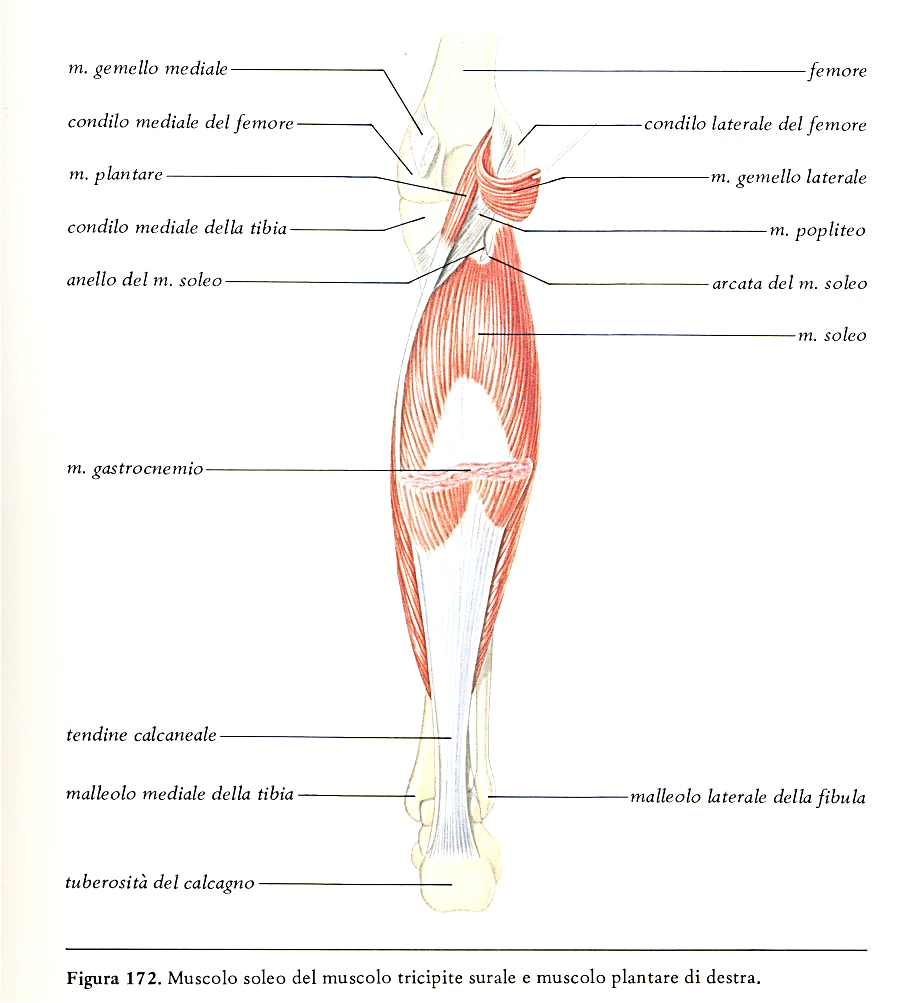 m. gemello mediale
femore
condilo mediale del femore
condilo laterale del femore
m. plantare
m. gemello laterale
condilo mediale della tibia
m. popliteo
anello del m. soleo
arcata del m. soleo
m. soleo
m. gastrocnemio
tendine calcaneale
malleolo mediale della tibia
malleolo laterale della fibula
tuberosità del calcagno
Figura 172. Muscolo soleo del muscolo tricipite surale e muscolo plantare di destra.